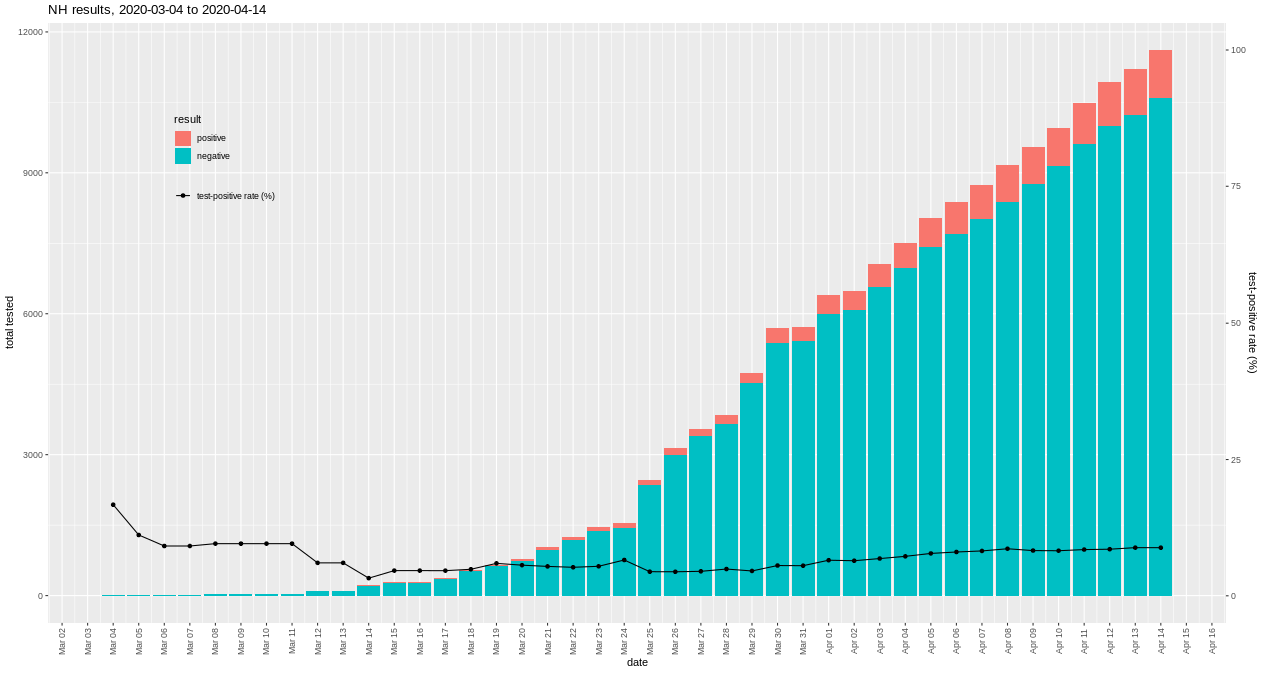 NH results, 2020-03-04 to 2020-04-14
12000
9000
6000
3000
0
total tested
result
positive
negative
test-positive rate (%)
100
75
50
25
0
test-positive rate (%)
Mar 02
Mar 03
Mar 04
Mar 05
Mar 06
Mar 07
Mar 08
Mar 09
Mar 10
Mar 11
Mar 12
Mar 13
Mar 14
Mar 15
Mar 16
Mar 17
Mar 18
Mar 19
Mar 20
Mar 21
Mar 22
Mar 23
Mar 24
Mar 25
Mar 26
Mar 27
Mar 28
Mar 29
Mar 30
Mar 31
Apr 01
Apr 02
Apr 03
Apr 04
Apr 05
Apr 06
Apr 07
Apr 08
Apr 09
Apr 10
Apr 11
Apr 12
Apr 13
Apr 14
Apr 15
Apr 16
date